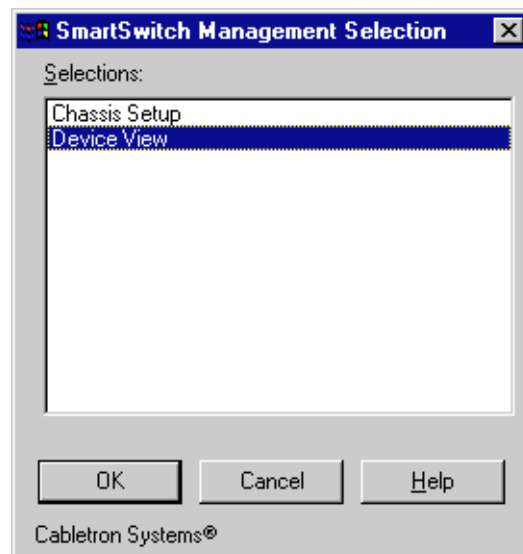 SmartSwitch Management Selection
Selections:
Chassis Setup
Device View
OK Cancel Help
Cabletron Systems®